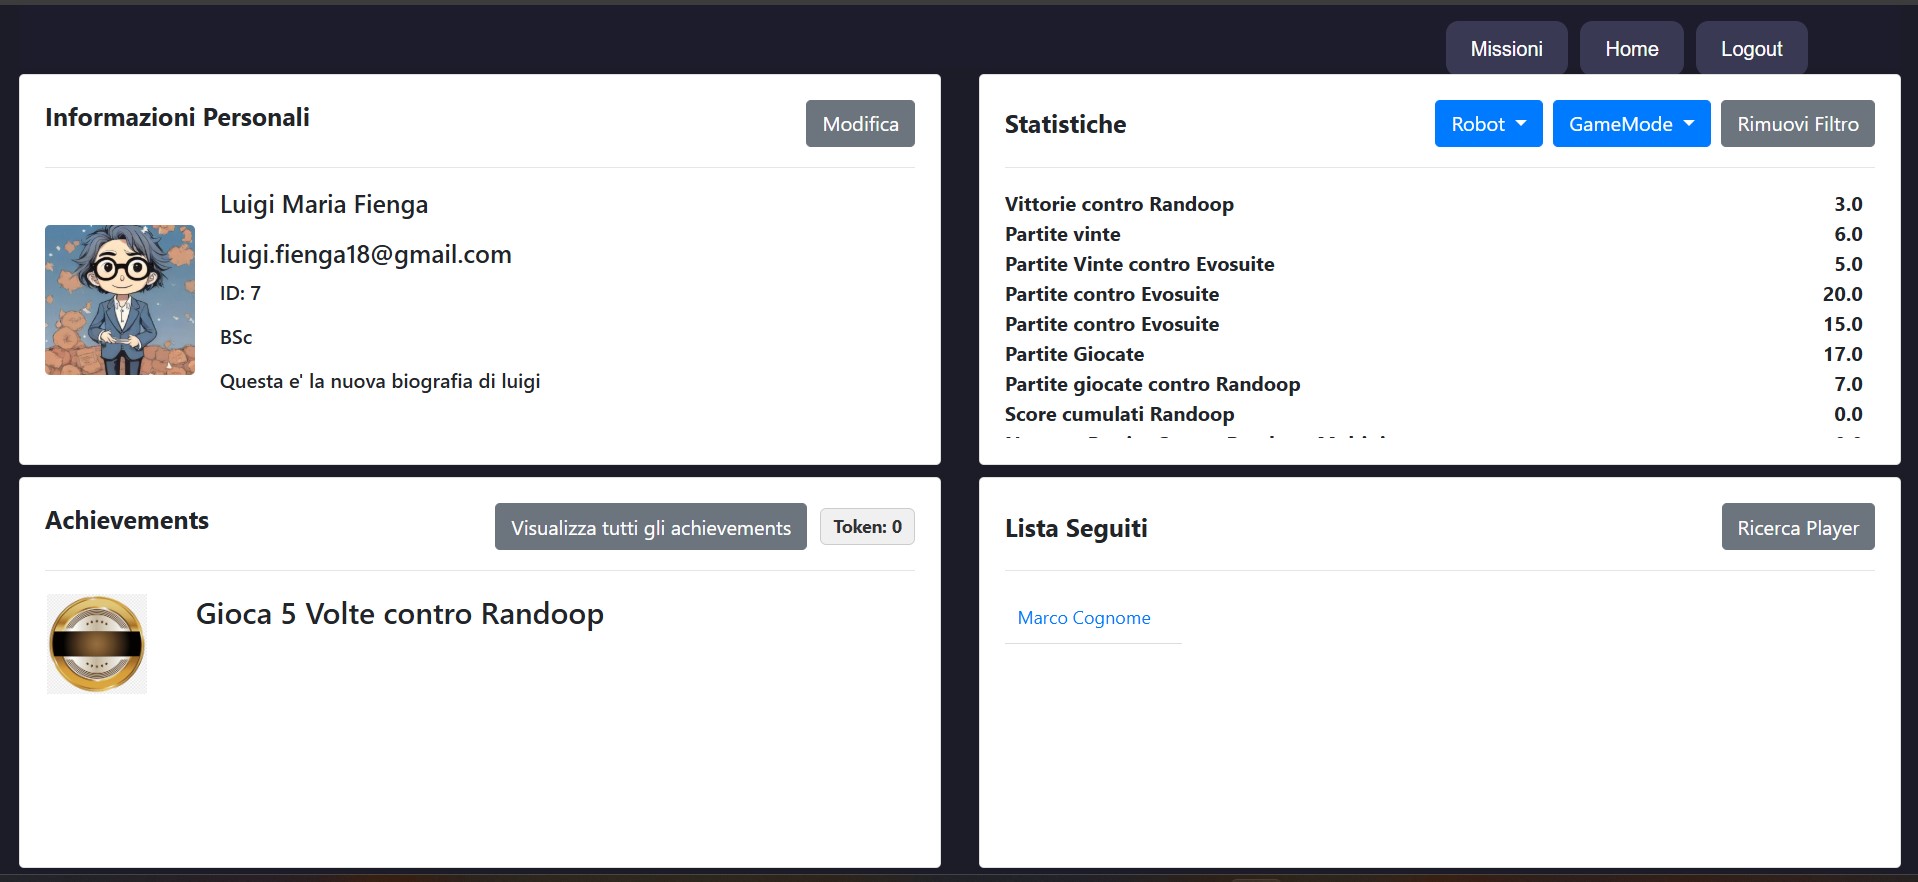 Missioni Home Logout
Informazioni Personali
Modifica
Luigi Maria Fienga
luigi.fienga18@gmail.com
ID: 7
BSc
Questa e' la nuova biografia di luigi
Statistiche
Robot GameMode Rimuovi Filtro
Vittorie contro Randoop 3.0
Partite vinte 6.0
Partite Vinte contro Evosuite 5.0
Partite contro Evosuite 20.0
Partite contro Evosuite 15.0
Partite Giocate 17.0
Partite giocate contro Randoop 7.0
Score cumulati Randoop 0.0
Achievements
Visualizza tutti gli achievements Token: 0
Gioca 5 Volte contro Randoop
Lista Seguiti
Ricerca Player
Marco Cognome